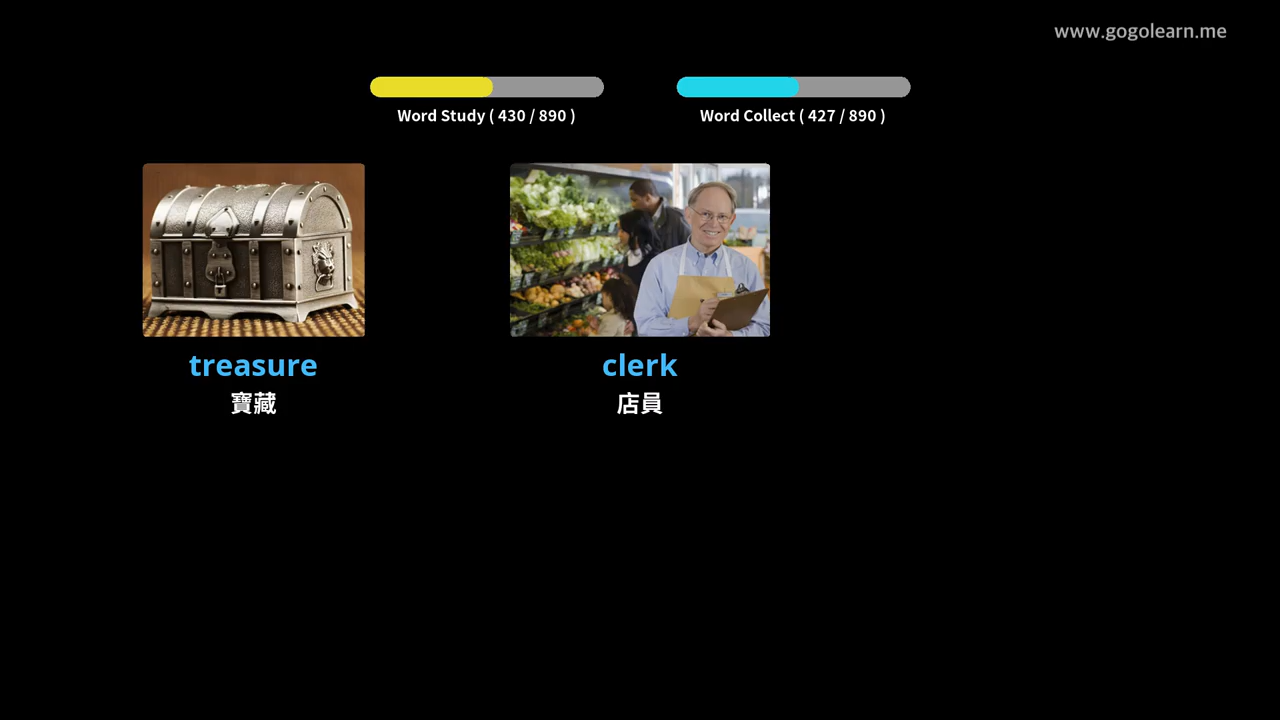 www.gogolearn.me
Word Study ( 430 / 890 )
Word Collect ( 427 / 890 )
treasure
寶藏
clerk
店員